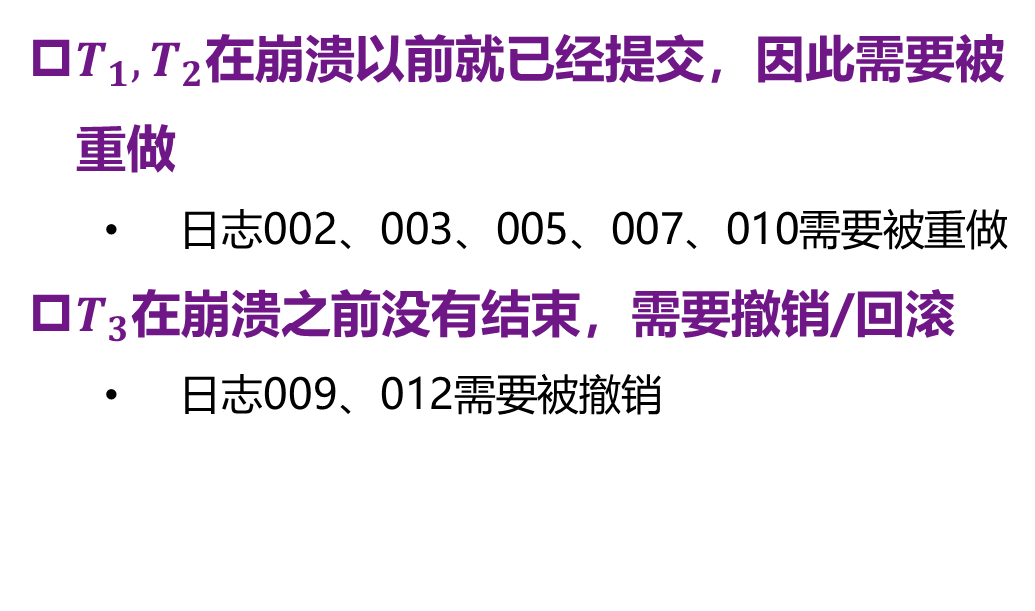 T₁, T₂在崩溃以前就已经提交，因此需要被
重做
• 日志002、003、005、007、010需要被重做
T₃在崩溃之前没有结束，需要撤销/回滚
• 日志009、012需要被撤销